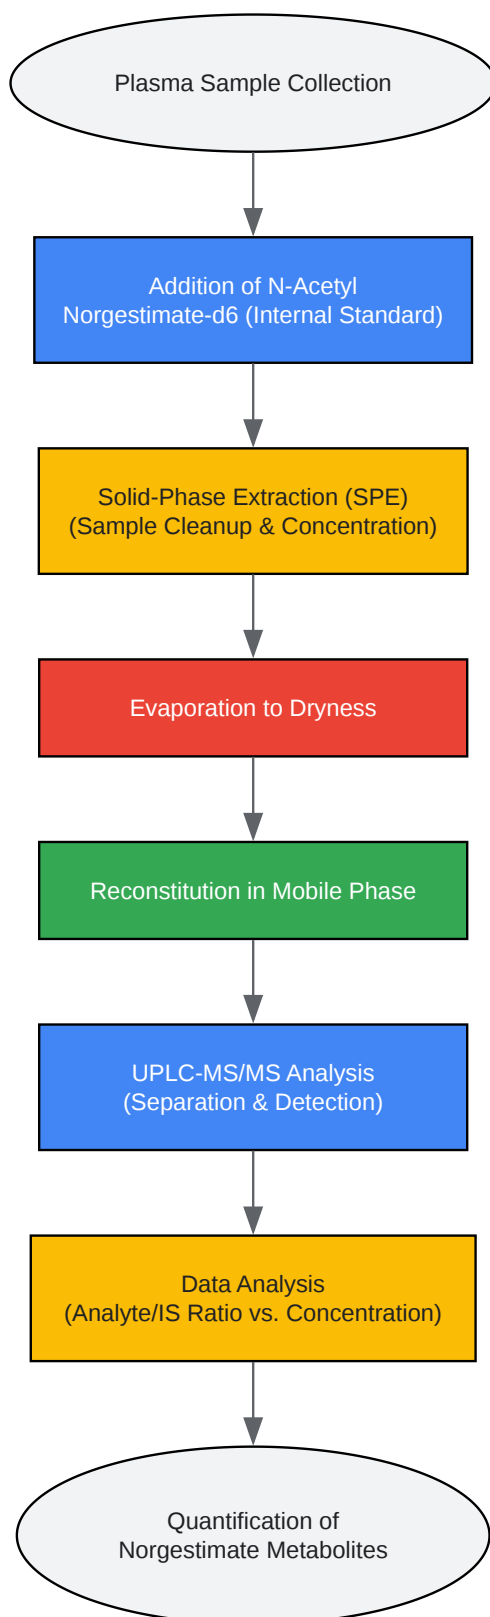 Plasma Sample Collection
Addition of N-Acetyl
Norgestimate-d6 (Internal Standard)
Solid-Phase Extraction (SPE)
(Sample Cleanup & Concentration)
Evaporation to Dryness
Reconstitution in Mobile Phase
UPLC-MS/MS Analysis
(Separation & Detection)
Data Analysis
(Analyte/IS Ratio vs. Concentration)
Quantification of
Norgestimate Metabolites